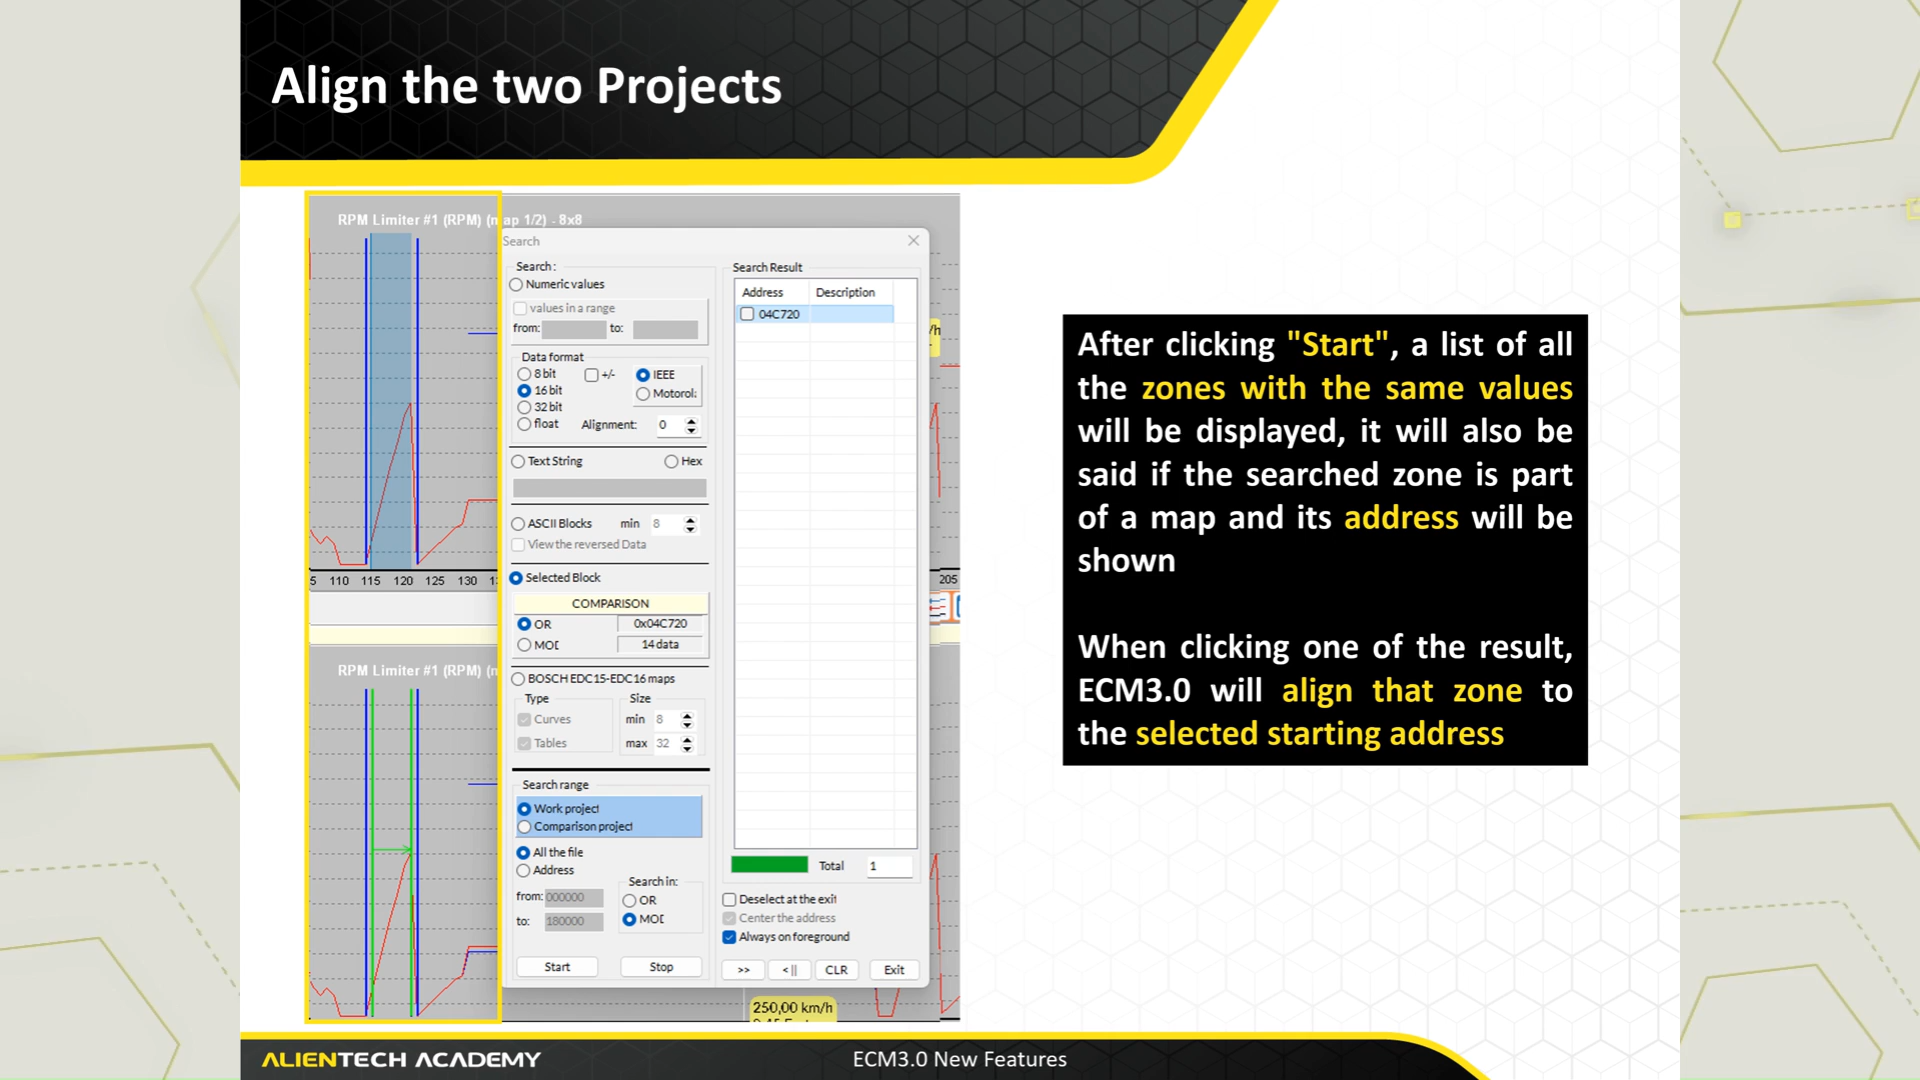 Align the two Projects
RPM Limiter #1 (RPM) (map 1/2) - 8x8
Search
Search :
Numeric values
values in a range
from:
to:
Data format
8 bit
+/-
IEEE
16 bit
Motorol
32 bit
float
Alignment:
0
Text String
Hex
ASCII Blocks
min
8
View the reversed Data
Selected Block
COMPARISON
OR
0x04C720
MOD
14 data
BOSCH EDC15-EDC16 maps
Type
Size
Curves
min
8
Tables
max
32
Search range
Work project
Comparison project
All the file
Address
Search in:
from:
000000
OR
to:
180000
MOD
Start
Stop
Search Result
Address
Description
04C720
Total
1
Deselect at the exit
Center the address
Always on foreground
>>
<||
CLR
Exit
5 110 115 120 125 130
205
/h
RPM Limiter #1 (RPM) (
250,00 km/h
After clicking "Start", a list of all
the zones with the same values
will be displayed, it will also be
said if the searched zone is part
of a map and its address will be
shown
When clicking one of the result,
ECM3.0 will align that zone to
the selected starting address
ALIENTECH ACADEMY
ECM3.0 New Features